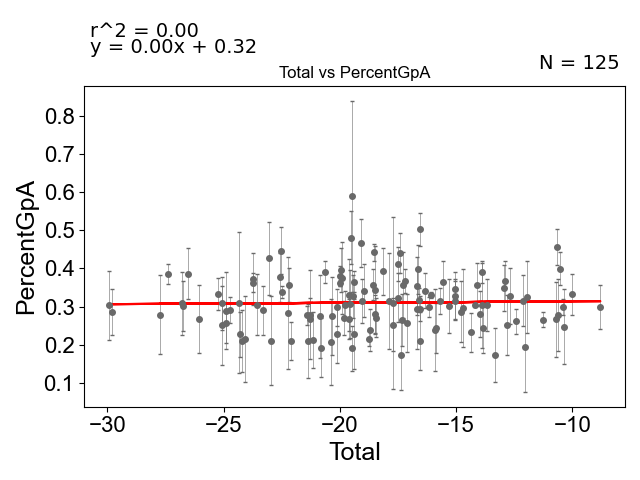 r^2 = 0.00
y = 0.00x + 0.32
N = 125
Total vs PercentGpA
PercentGpA
0.8
0.7
0.6
0.5
0.4
0.3
0.2
0.1
−30
−25
−20
−15
−10
Total